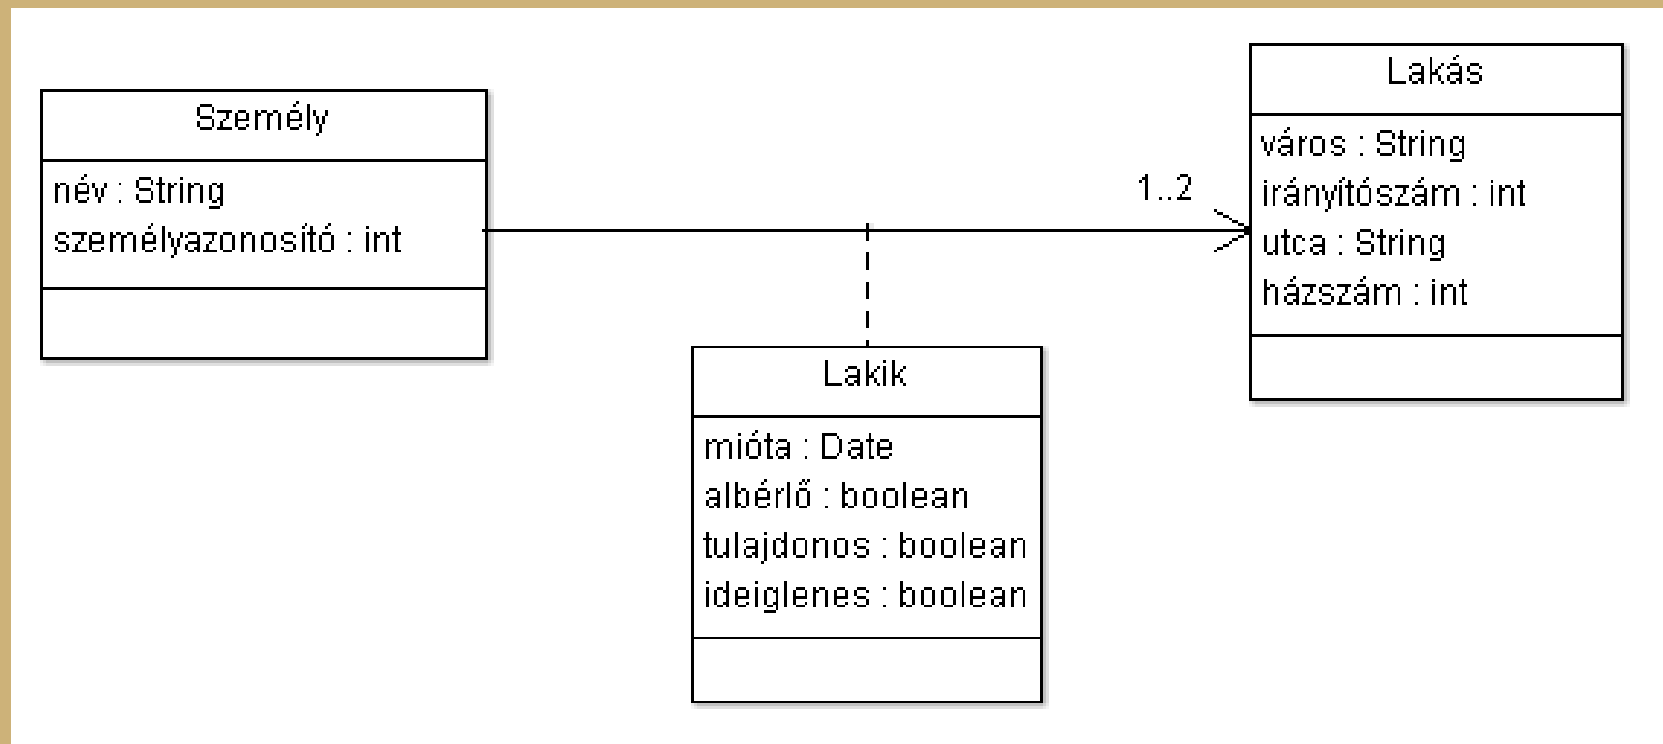 Személy
név : String
személyazonosító : int
1..2
Lakás
város : String
irányítószám : int
utca : String
házszám : int
Lakik
mióta : Date
albérlő : boolean
tulajdonos : boolean
ideiglenes : boolean